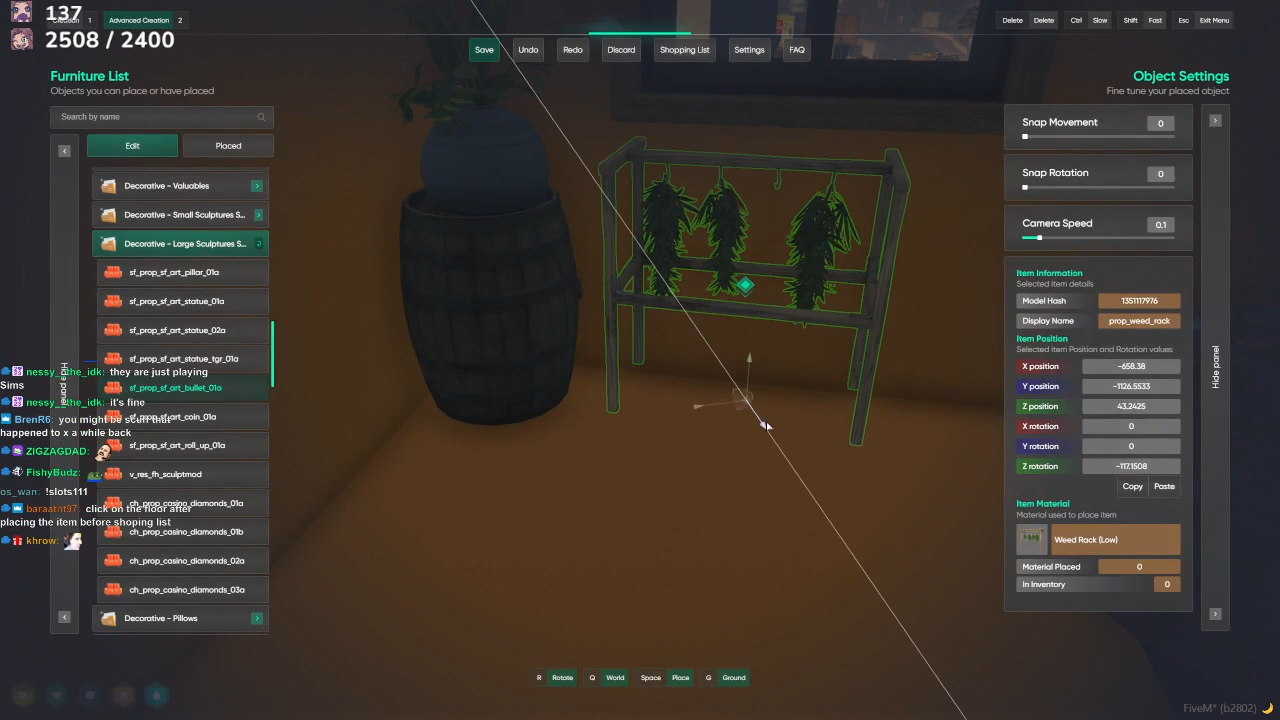 137
Creation 1
Advanced Creation 2
2508 / 2400
Delete Delete
Ctrl Slow
Shift Fast
Esc Exit Menu
Save
Undo
Redo
Discard
Shopping List
Settings
FAQ
Furniture List
Objects you can place or have placed
Search by name
Edit
Placed
Decorative - Valuables
Decorative - Small Sculptures S...
Decorative - Large Sculptures S...
sf_prop_sf_art_pillar_01a
sf_prop_sf_art_statue_01a
sf_prop_sf_art_statue_02a
sf_prop_sf_art_statue_tgr_01a
sf_prop_sf_art_bullet_01a
sf_prop_sf_art_coin_01a
sf_prop_sf_art_roll_up_01a
v_res_fh_sculptmod
ch_prop_casino_diamonds_01a
ch_prop_casino_diamonds_01b
ch_prop_casino_diamonds_02a
ch_prop_casino_diamonds_03a
Decorative - Pillows
Hide panel
nessy__the_idk: they are just playing
Sims
nessy__the_idk: it's fine
BrenR6: you might be scuff that
happened to x a while back
ZIGZAGDAD:
FishyBudz:
os_wan: !slots111
baraatnt97: click on the floor after
placing the item before shoping list
khrow:
Object Settings
Fine tune your placed object
Snap Movement 0
Snap Rotation 0
Camera Speed 0.1
Item Information
Selected item details
Model Hash 1351117976
Display Name prop_weed_rack
Item Position
Selected item Position and Rotation values
X position -658.38
Y position -1126.5533
Z position 43.2425
X rotation 0
Y rotation 0
Z rotation -117.1508
Copy Paste
Item Material
Material used to place item
Weed Rack (Low)
Material Placed 0
In Inventory 0
Hide panel
R Rotate
Q World
Space Place
G Ground
FiveM* (b2802)